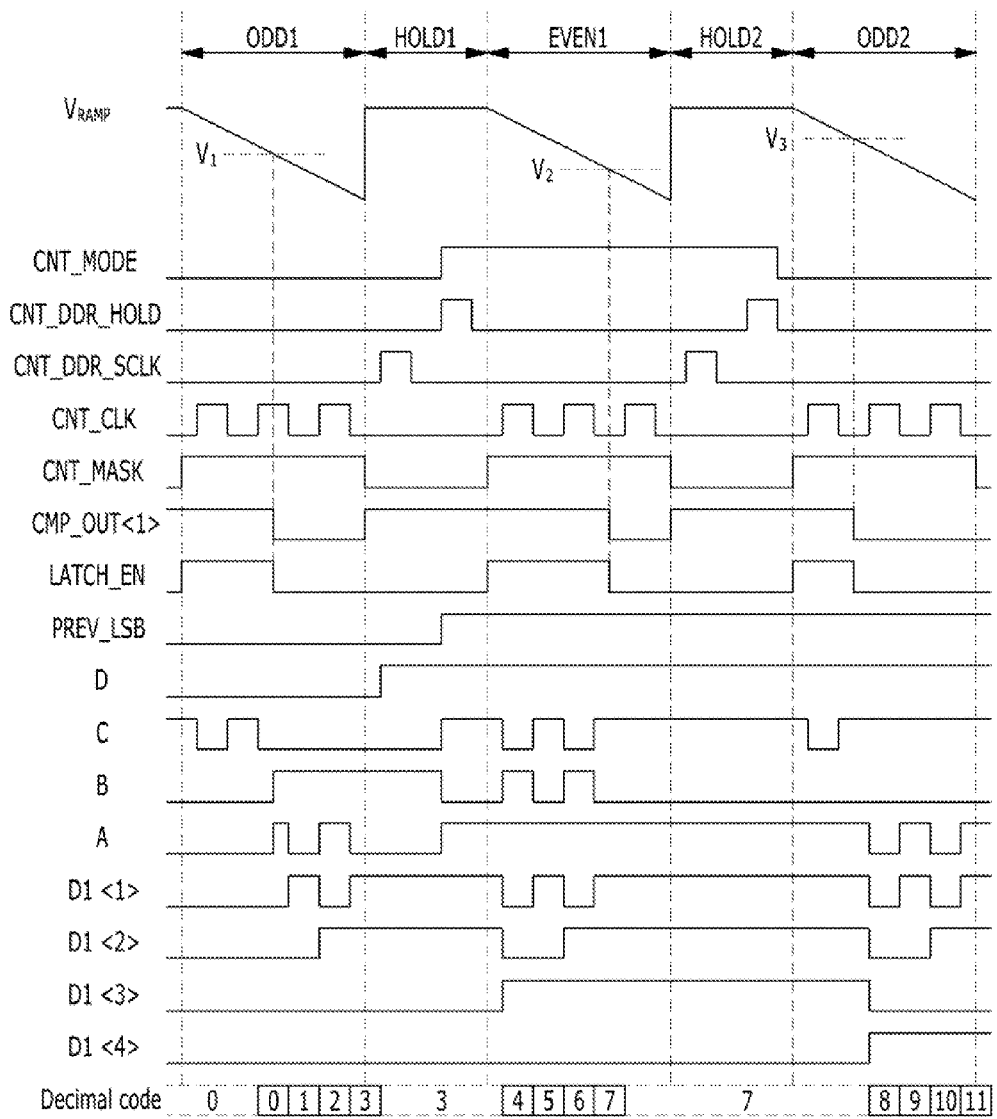 ODD1 HOLD1 EVEN1 HOLD2 ODD2
VRAMP
V1
V2
V3
CNT_MODE
CNT_DDR_HOLD
CNT_DDR_SCLK
CNT_CLK
CNT_MASK
CMP_OUT<1>
LATCH_EN
PREV_LSB
D
C
B
A
D1 <1>
D1 <2>
D1 <3>
D1 <4>
Decimal code 0 0 1 2 3 3 4 5 6 7 7 8 9 10 11